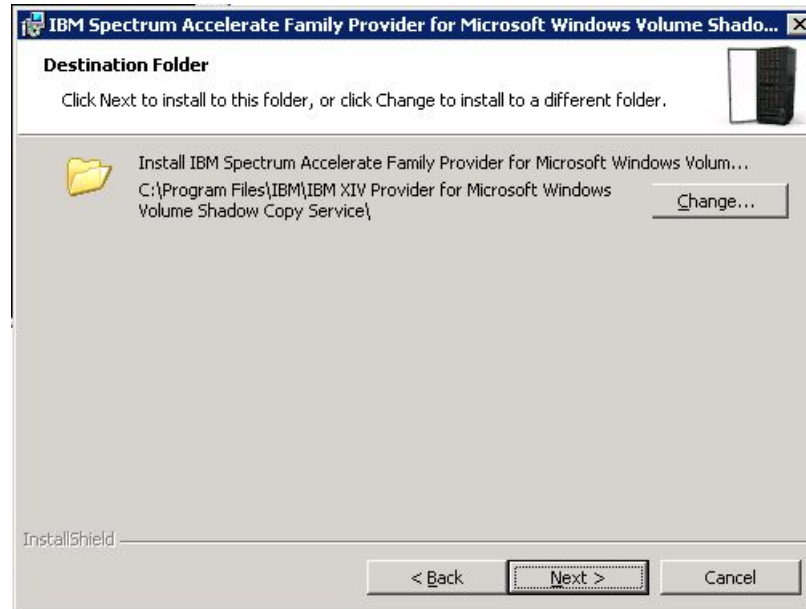 IBM Spectrum Accelerate Family Provider for Microsoft Windows Volume Shado...
Destination Folder
Click Next to install to this folder, or click Change to install to a different folder.
Install IBM Spectrum Accelerate Family Provider for Microsoft Windows Volum...
C:\Program Files\IBM\IBM XIV Provider for Microsoft Windows
Volume Shadow Copy Service\
Change...
InstallShield
< Back
Next >
Cancel